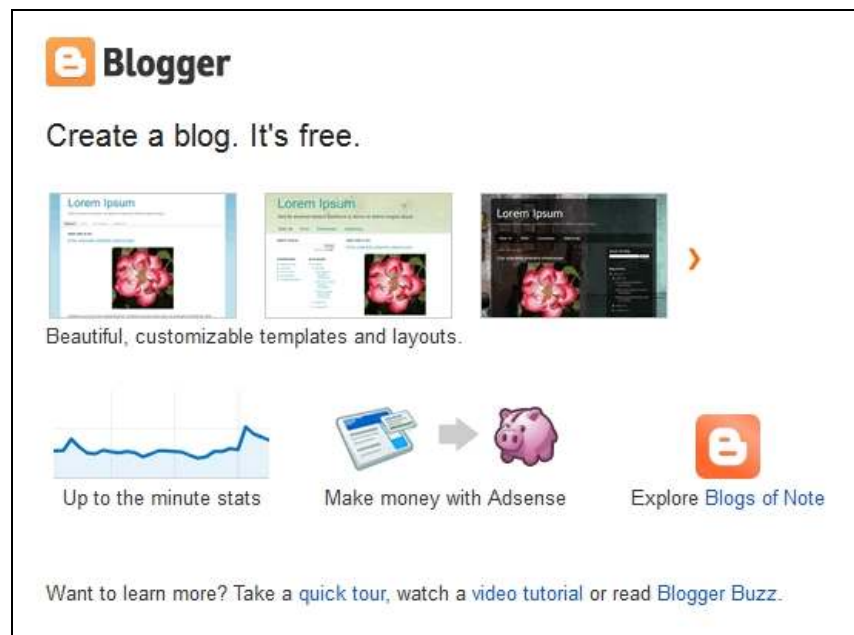 Blogger
Create a blog. It's free.
Lorem Ipsum
Lorem Ipsum
Lorem Ipsum
Beautiful, customizable templates and layouts.
Up to the minute stats
Make money with Adsense
Explore Blogs of Note
Want to learn more? Take a quick tour, watch a video tutorial or read Blogger Buzz.